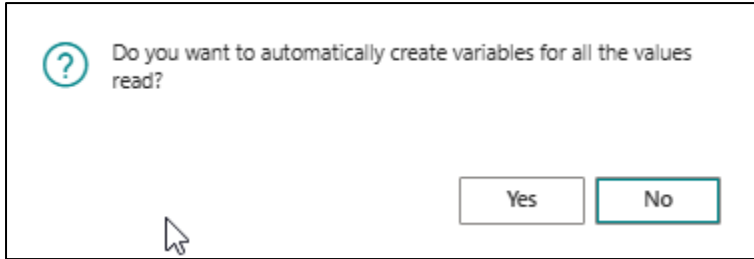 Do you want to automatically create variables for all the values
read?
Yes
No